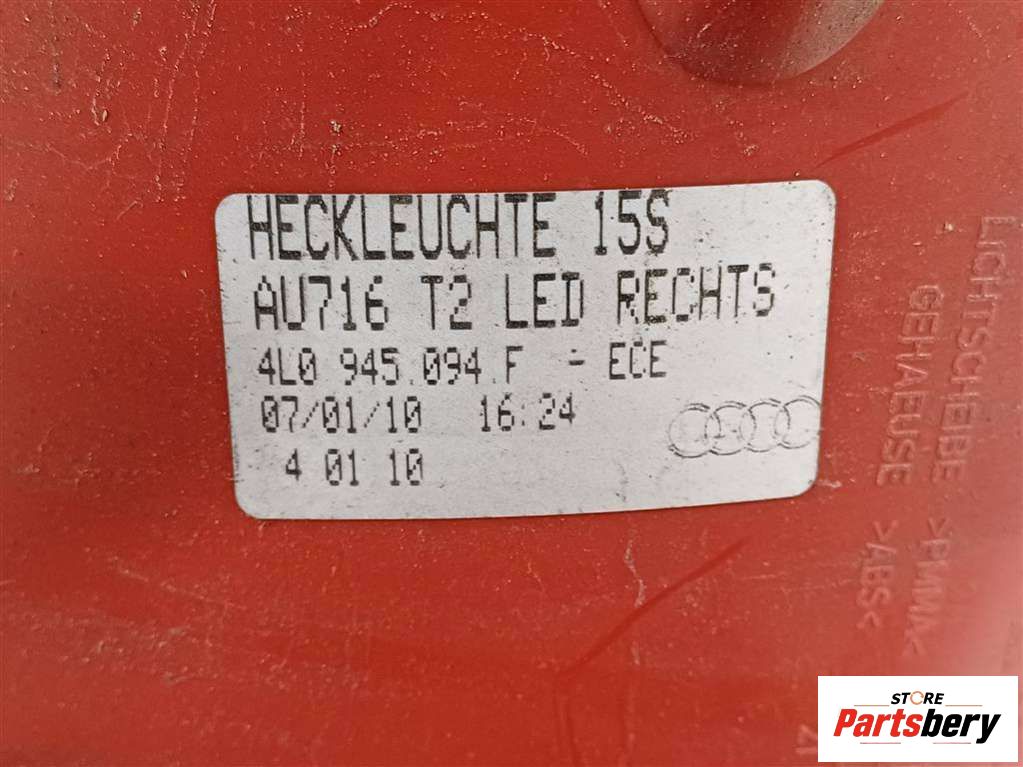 HECKLEUCHTE 15S
AU716 T2 LED RECHTS
4L0 945.094.F - ECE
07/01/10 16:24
4 01 10
LICHTSCHEIBE >PMMA<
GEHAEUSE >ABS<
STORE
Partsbery